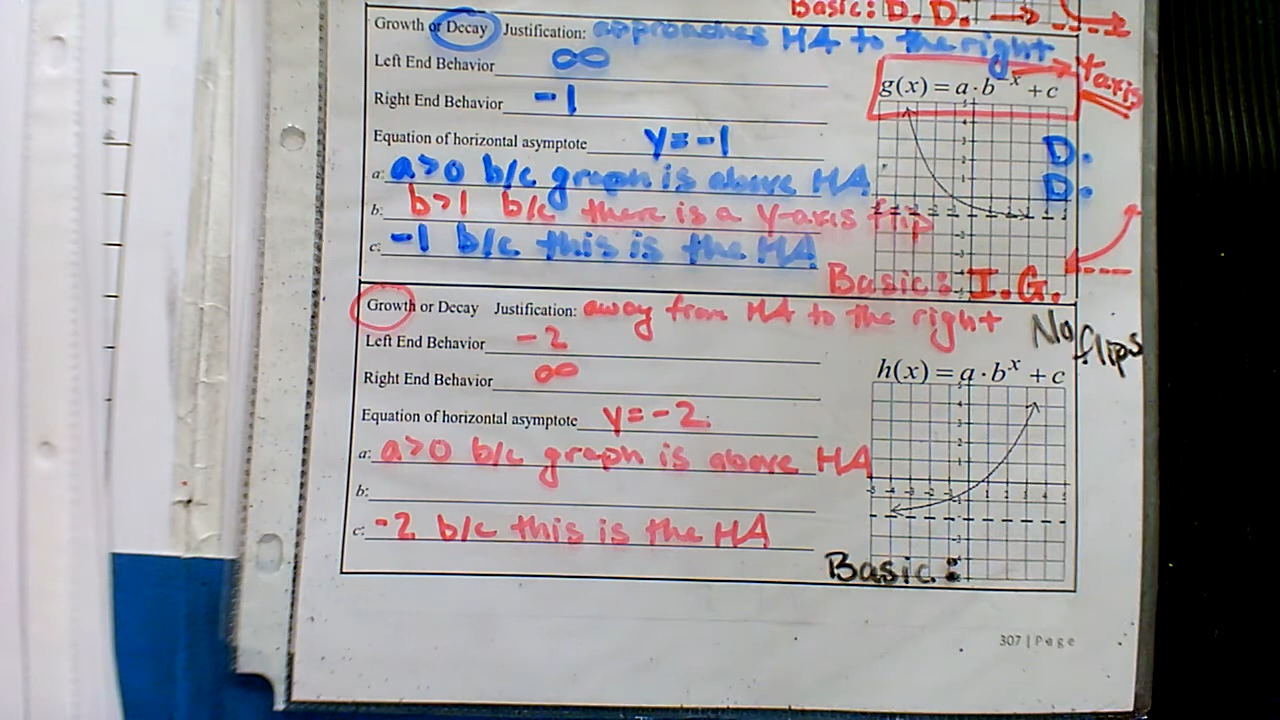 Basic: D. D. →
Growth or Decay Justification: approaches HA to the right
Left End Behavior ∞
Right End Behavior -1
g(x) = a · b^-x + c
Equation of horizontal asymptote y = -1
D.
a: a>0 b/c graph is above HA
D.
b: b>1 b/c there is a y-axis flip
c: -1 b/c this is the HA
Basic: I.G.
Growth or Decay Justification: away from HA to the right
No flips
Left End Behavior -2
Right End Behavior ∞
h(x) = a · b^x + c
Equation of horizontal asymptote y = -2
a: a>0 b/c graph is above HA
b:
c: -2 b/c this is the HA
Basic:
307 | Page